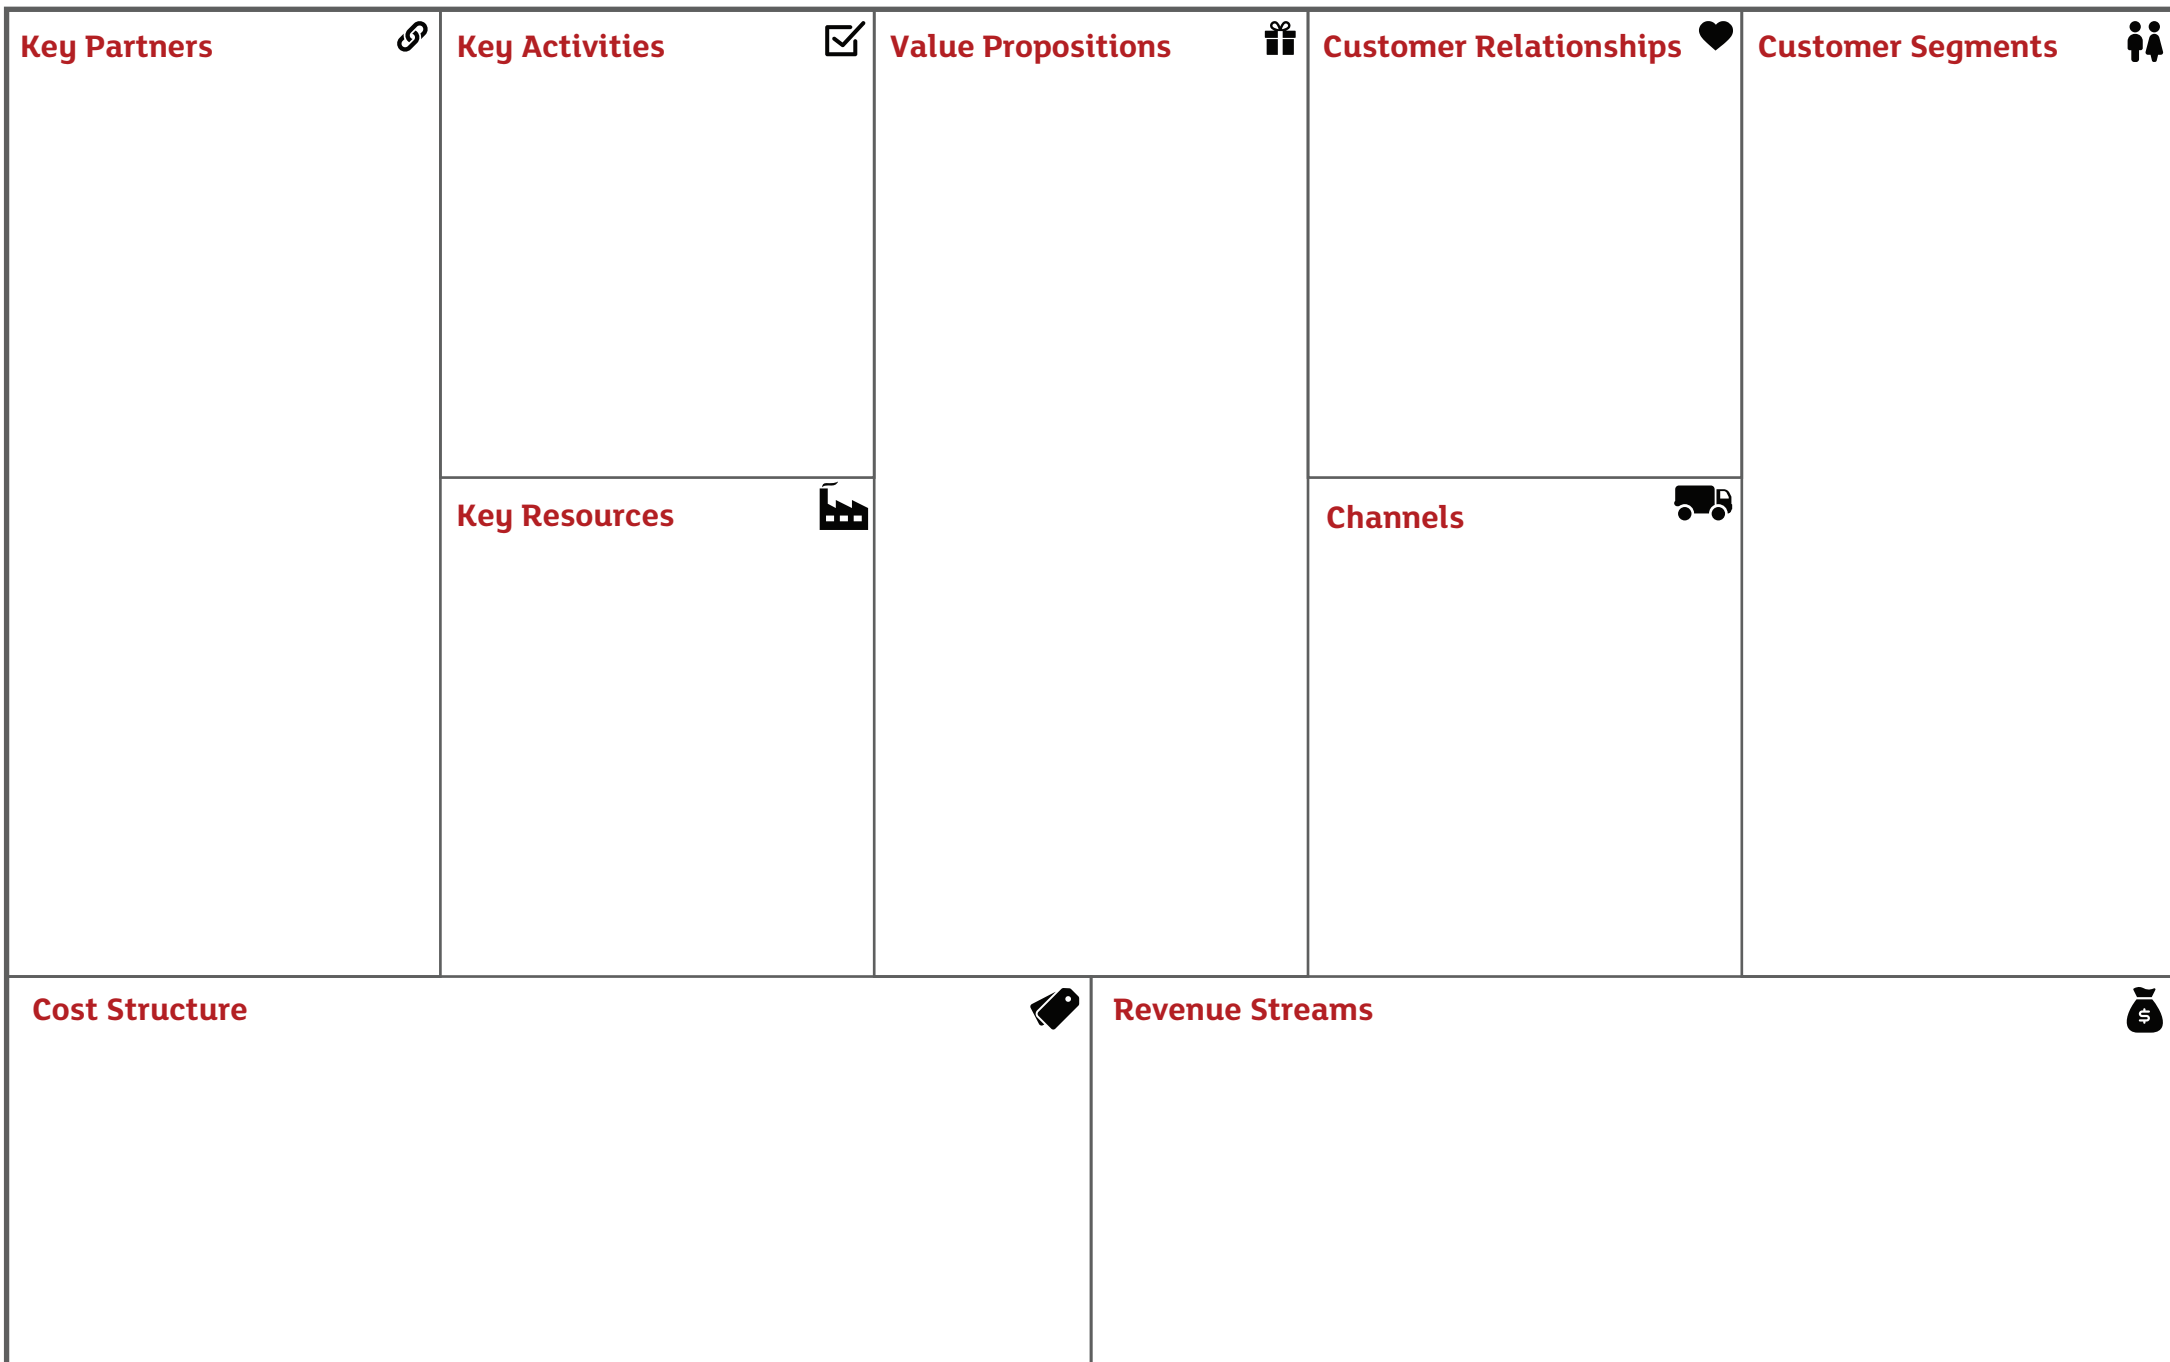 Key Partners
Key Activities
Value Propositions
Customer Relationships
Customer Segments
Key Resources
Channels
Cost Structure
Revenue Streams
$